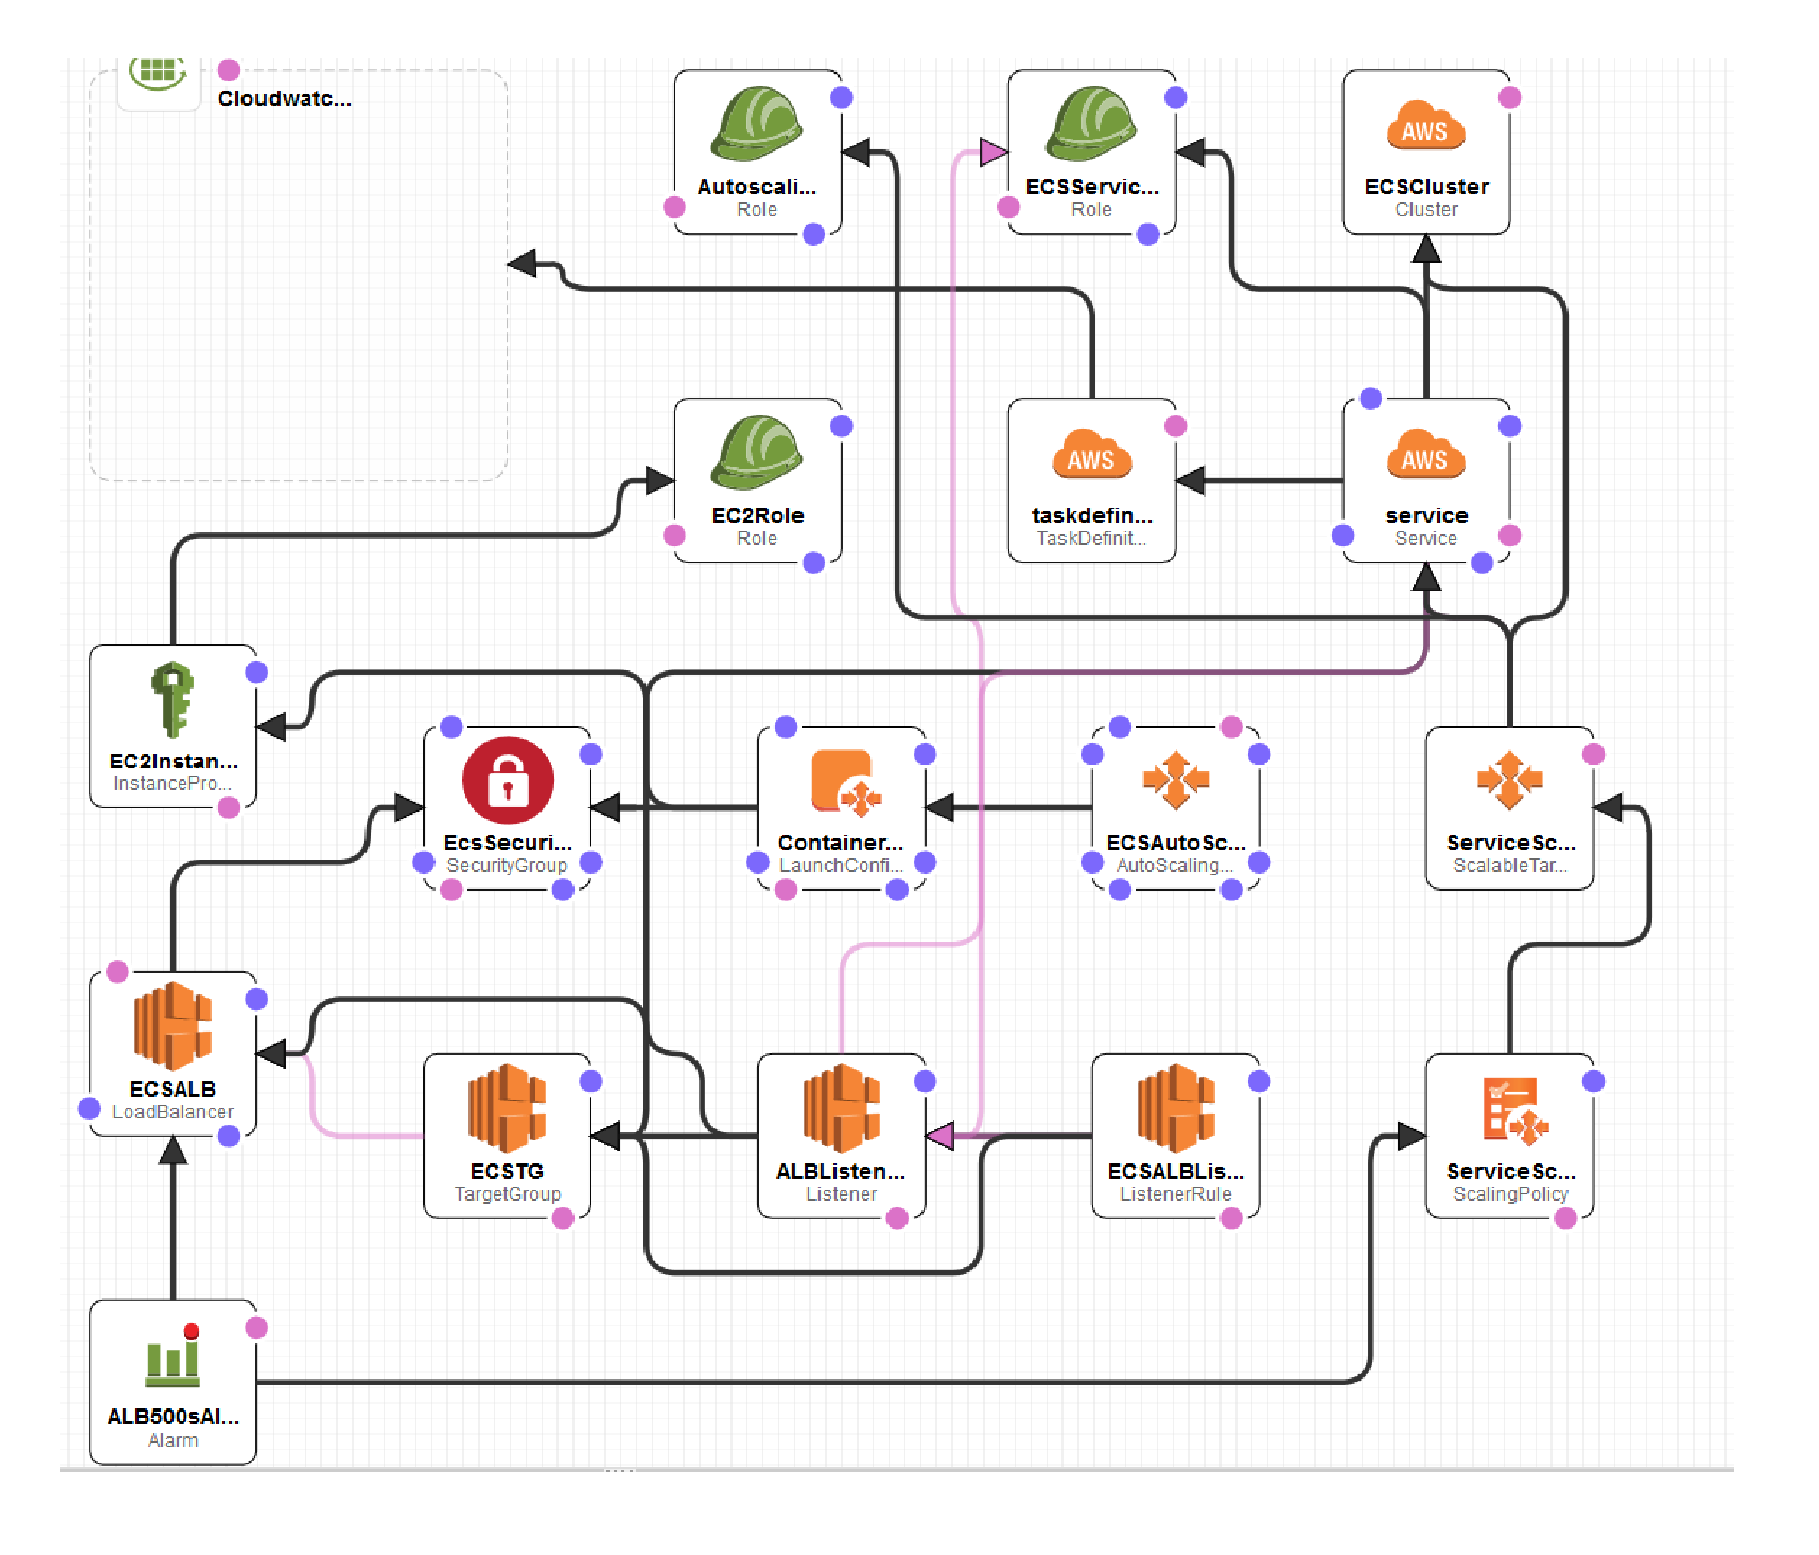 Cloudwatc...
Autoscali...
Role
ECSServic...
Role
AWS
ECSCluster
Cluster
EC2Role
Role
AWS
taskdefin...
TaskDefinit...
AWS
service
Service
EC2Instan...
InstancePro...
EcsSecuri...
SecurityGroup
Container...
LaunchConfi...
ECSAutoSc...
AutoScaling...
ServiceSc...
ScalableTar...
ECSALB
LoadBalancer
ECSTG
TargetGroup
ALBListen...
Listener
ECSALBLis...
ListenerRule
ServiceSc...
ScalingPolicy
ALB500sAl...
Alarm